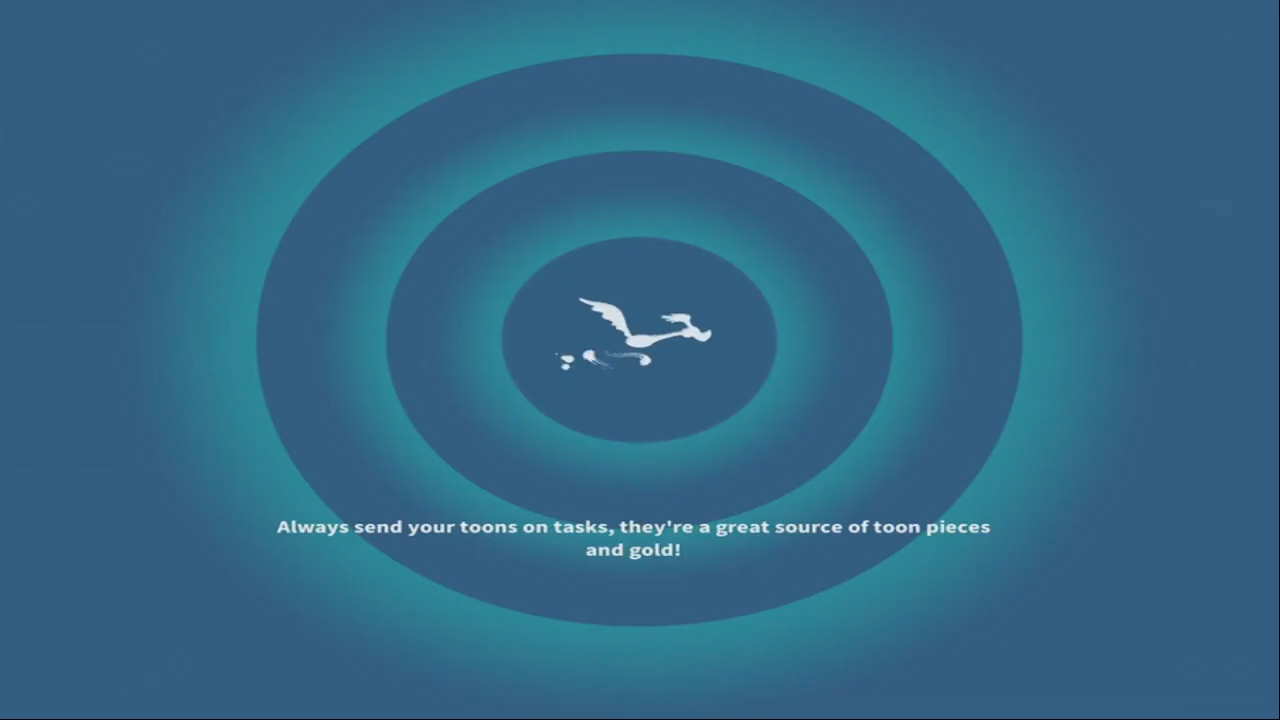 Always send your toons on tasks, they're a great source of toon pieces
and gold!